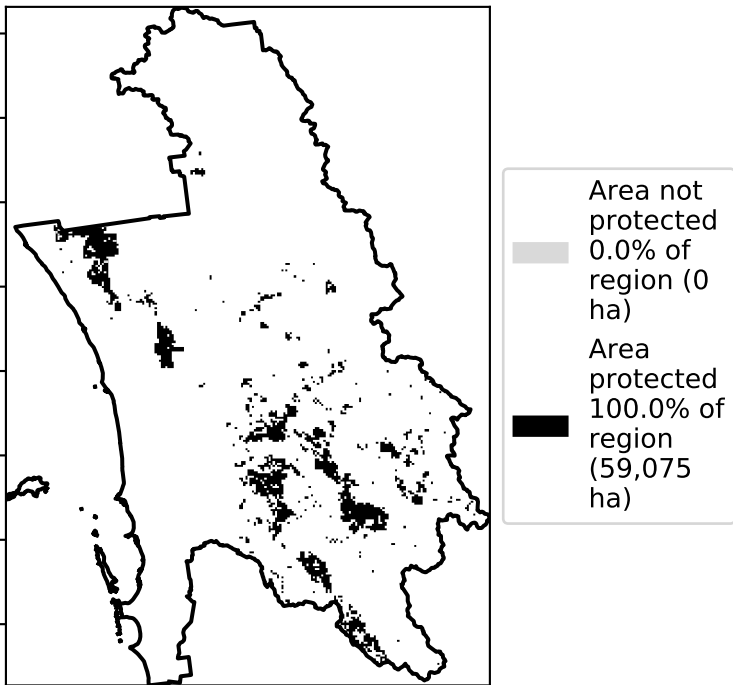 Area not
protected
0.0% of
region (0
ha)
Area
protected
100.0% of
region
(59,075
ha)